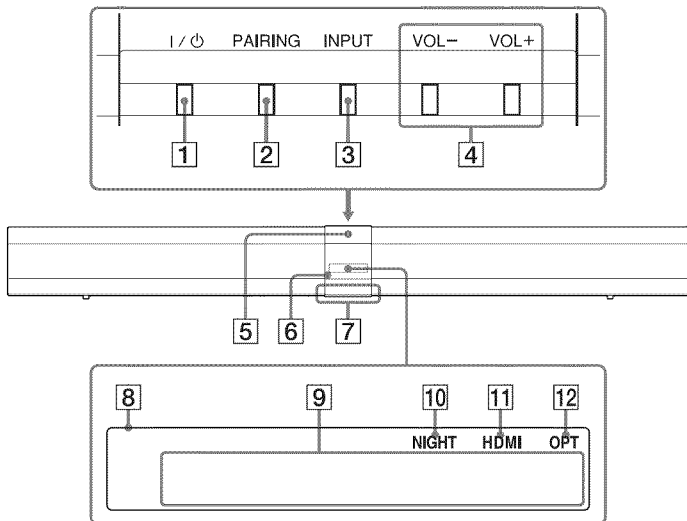 I / ⏻ PAIRING INPUT VOL− VOL+
1 2 3 4
5 6 7
8 9 10 11 12
NIGHT HDMI OPT